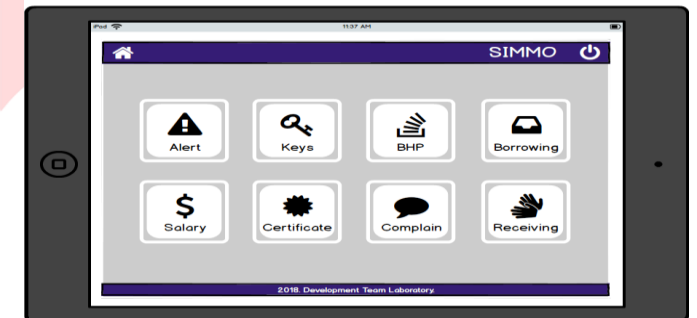 iPod 11:37 AM
SIMMO
Alert Keys BHP Borrowing
Salary Certificate Complain Receiving
2018. Development Team Laboratory.